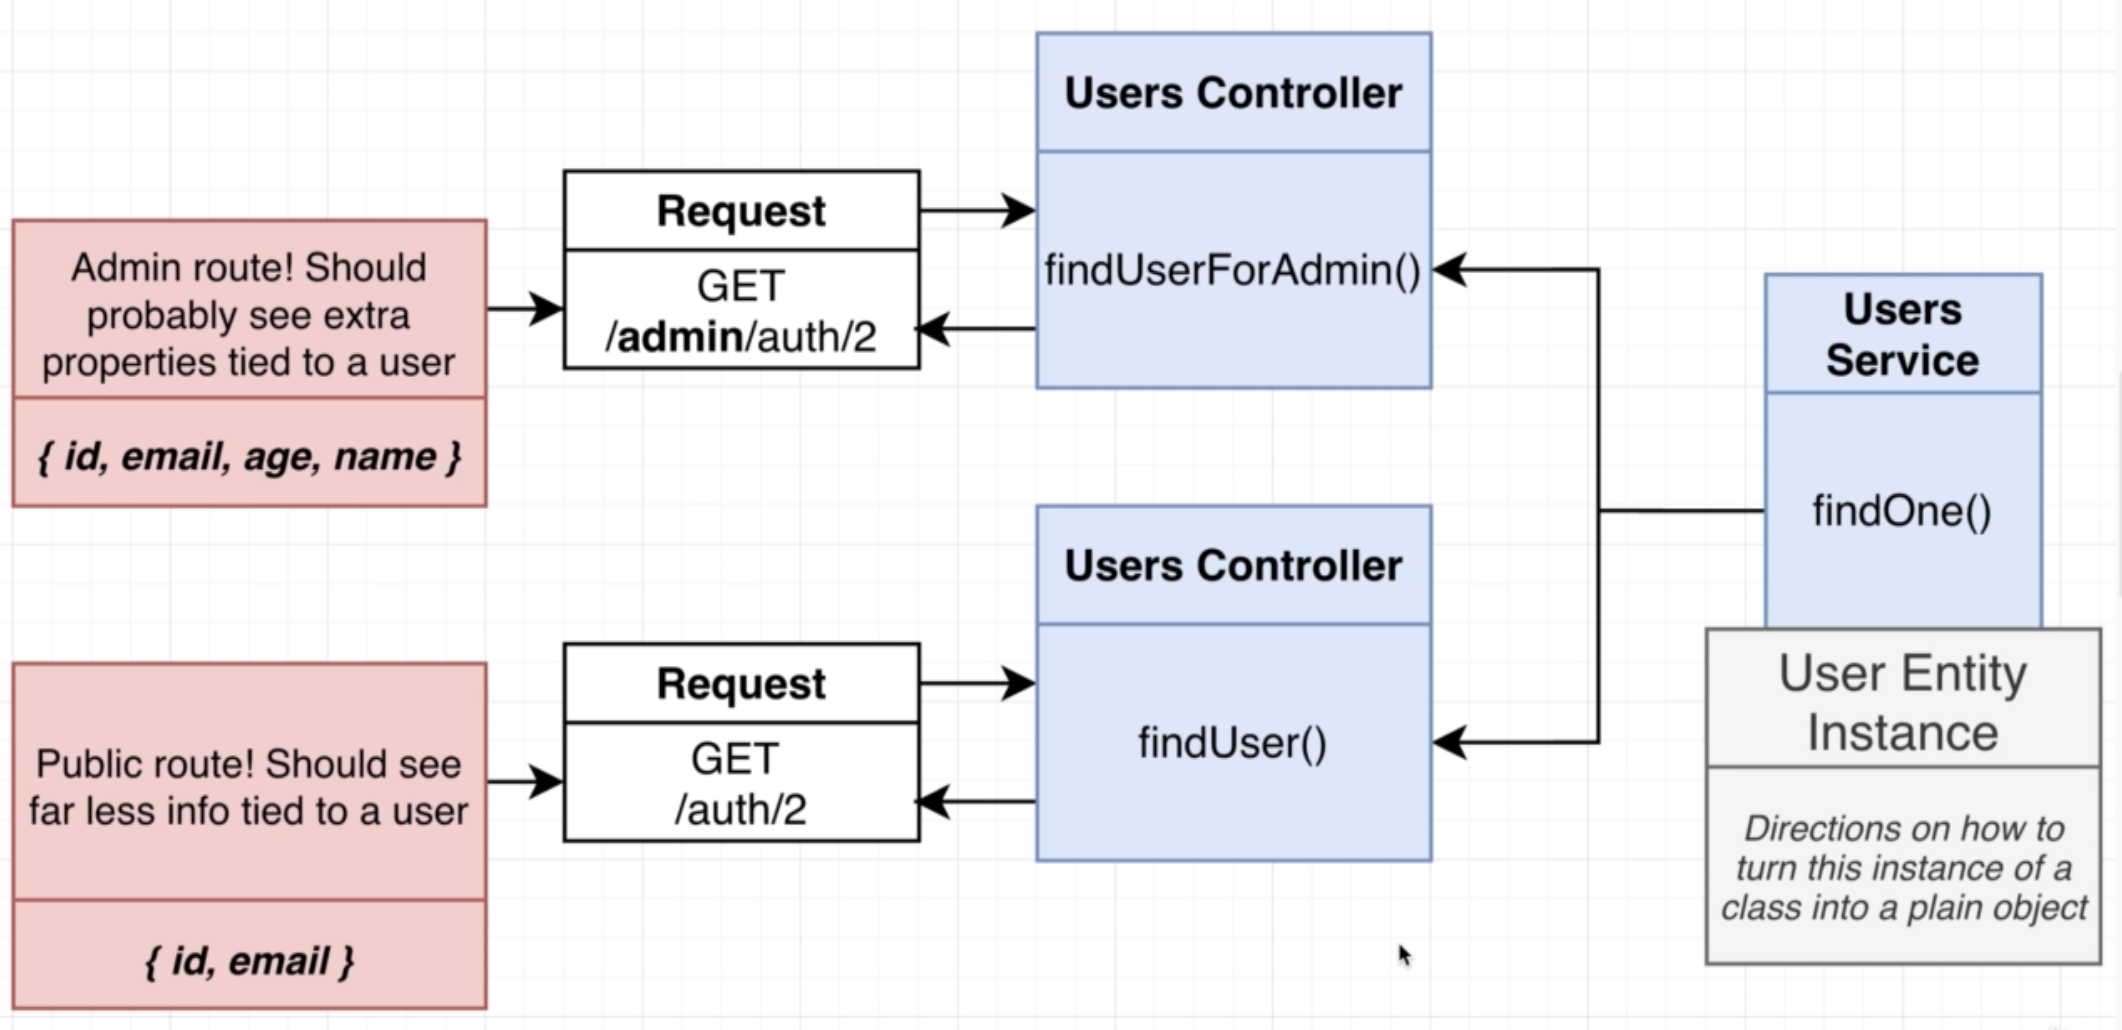 Admin route! Should
probably see extra
properties tied to a user
{ id, email, age, name }
Request
GET
/admin/auth/2
Users Controller
findUserForAdmin()
Public route! Should see
far less info tied to a user
{ id, email }
Request
GET
/auth/2
Users Controller
findUser()
Users
Service
findOne()
User Entity
Instance
Directions on how to
turn this instance of a
class into a plain object